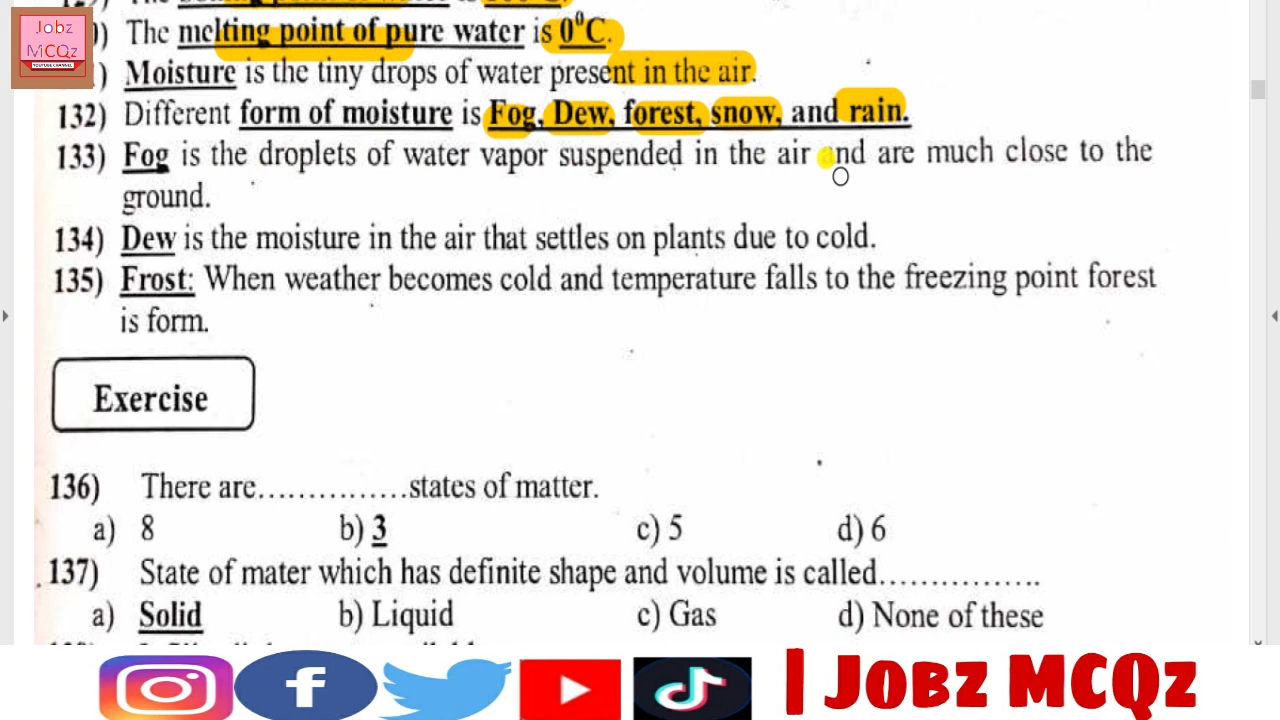 Jobz
MCQz
YOUTUBE CHANNEL
) The melting point of pure water is 0⁰C.
) Moisture is the tiny drops of water present in the air.
132) Different form of moisture is Fog, Dew, forest, snow, and rain.
133) Fog is the droplets of water vapor suspended in the air and are much close to the
ground.
134) Dew is the moisture in the air that settles on plants due to cold.
135) Frost: When weather becomes cold and temperature falls to the freezing point forest
is form.
Exercise
136) There are...............states of matter.
a) 8 b) 3 c) 5 d) 6
137) State of mater which has definite shape and volume is called................
a) Solid b) Liquid c) Gas d) None of these
| Jobz MCQz